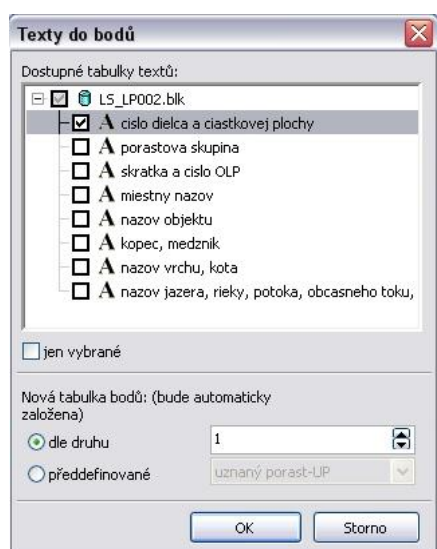 Texty do bodů
Dostupné tabulky textů:
LS_LP002.blk
A cislo dielca a ciastkovej plochy
A porastova skupina
A skratka a cislo OLP
A miestny nazov
A nazov objektu
A kopec, medznik
A nazov vrchu, kota
A nazov jazera, rieky, potoka, obcasneho toku,
jen vybrané
Nová tabulka bodů: (bude automaticky
založena)
dle druhu 1
předdefinované uznaný porast-UP
OK Storno